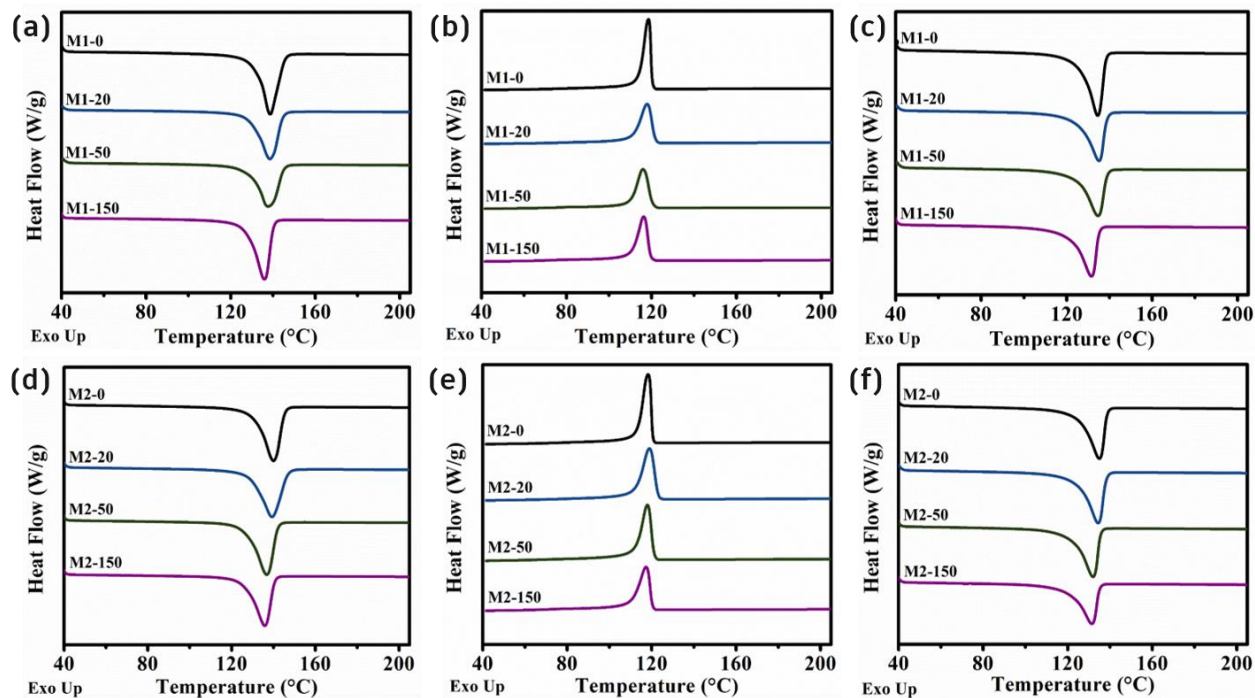 (a)
M1-0
M1-20
M1-50
M1-150
Heat Flow (W/g)
40 80 120 160 200
Exo Up
Temperature (°C)
(b)
M1-0
M1-20
M1-50
M1-150
Heat Flow (W/g)
40 80 120 160 200
Exo Up
Temperature (°C)
(c)
M1-0
M1-20
M1-50
M1-150
Heat Flow (W/g)
40 80 120 160 200
Exo Up
Temperature (°C)
(d)
M2-0
M2-20
M2-50
M2-150
Heat Flow (W/g)
40 80 120 160 200
Exo Up
Temperature (°C)
(e)
M2-0
M2-20
M2-50
M2-150
Heat Flow (W/g)
40 80 120 160 200
Exo Up
Temperature (°C)
(f)
M2-0
M2-20
M2-50
M2-150
Heat Flow (W/g)
40 80 120 160 200
Exo Up
Temperature (°C)